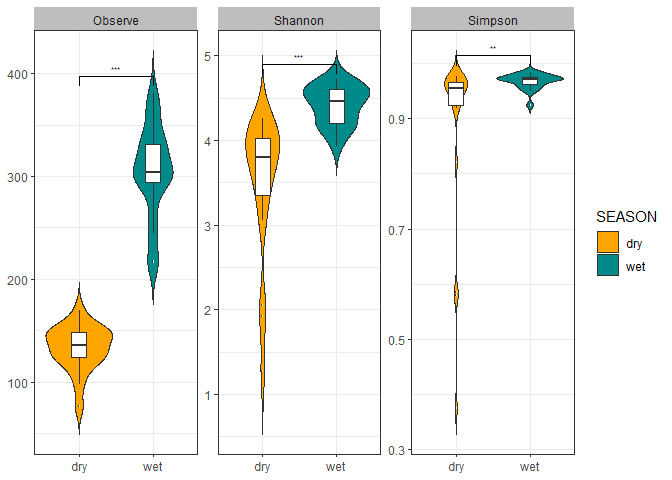 Observe
Shannon
Simpson
400
300
200
100
***
dry
wet
5
4
3
2
1
***
dry
wet
0.9
0.7
0.5
0.3
**
dry
wet
SEASON
dry
wet